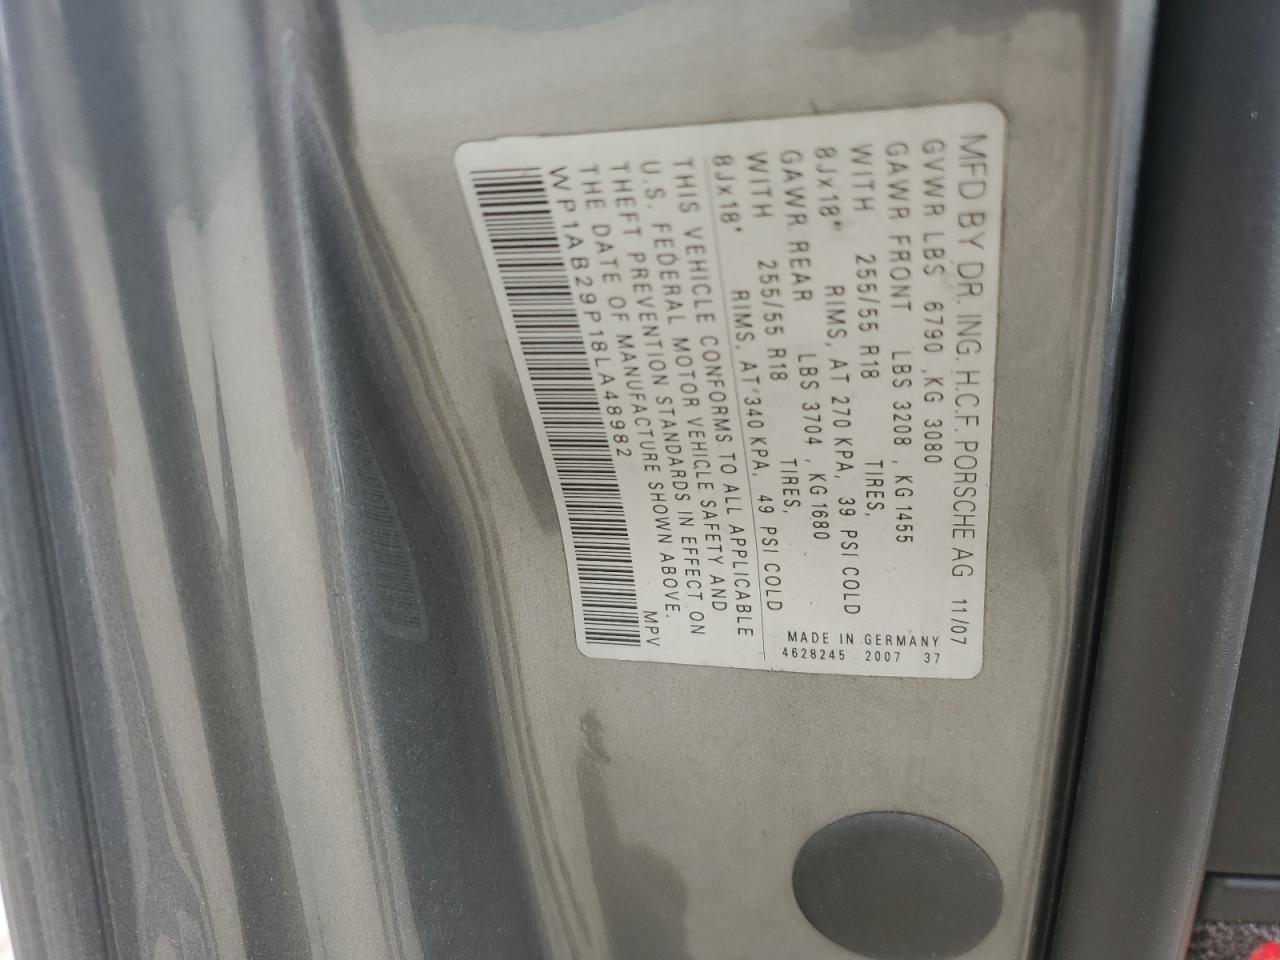 MFD BY DR. ING. H.C.F. PORSCHE AG 11/07
GVWR LBS 6790 ,KG 3080
GAWR FRONT LBS 3208 , KG 1455
WITH 255/55 R18 TIRES,
8Jx18" RIMS, AT 270 KPA, 39 PSI COLD
GAWR REAR LBS 3704 , KG 1680
WITH 255/55 R18 TIRES,
8Jx18" RIMS, AT 340 KPA, 49 PSI COLD
MADE IN GERMANY
4628245 2007 37
THIS VEHICLE CONFORMS TO ALL APPLICABLE
U.S. FEDERAL MOTOR VEHICLE SAFETY AND
THEFT PREVENTION STANDARDS IN EFFECT ON
THE DATE OF MANUFACTURE SHOWN ABOVE.
WP1AB29P18LA48982 MPV